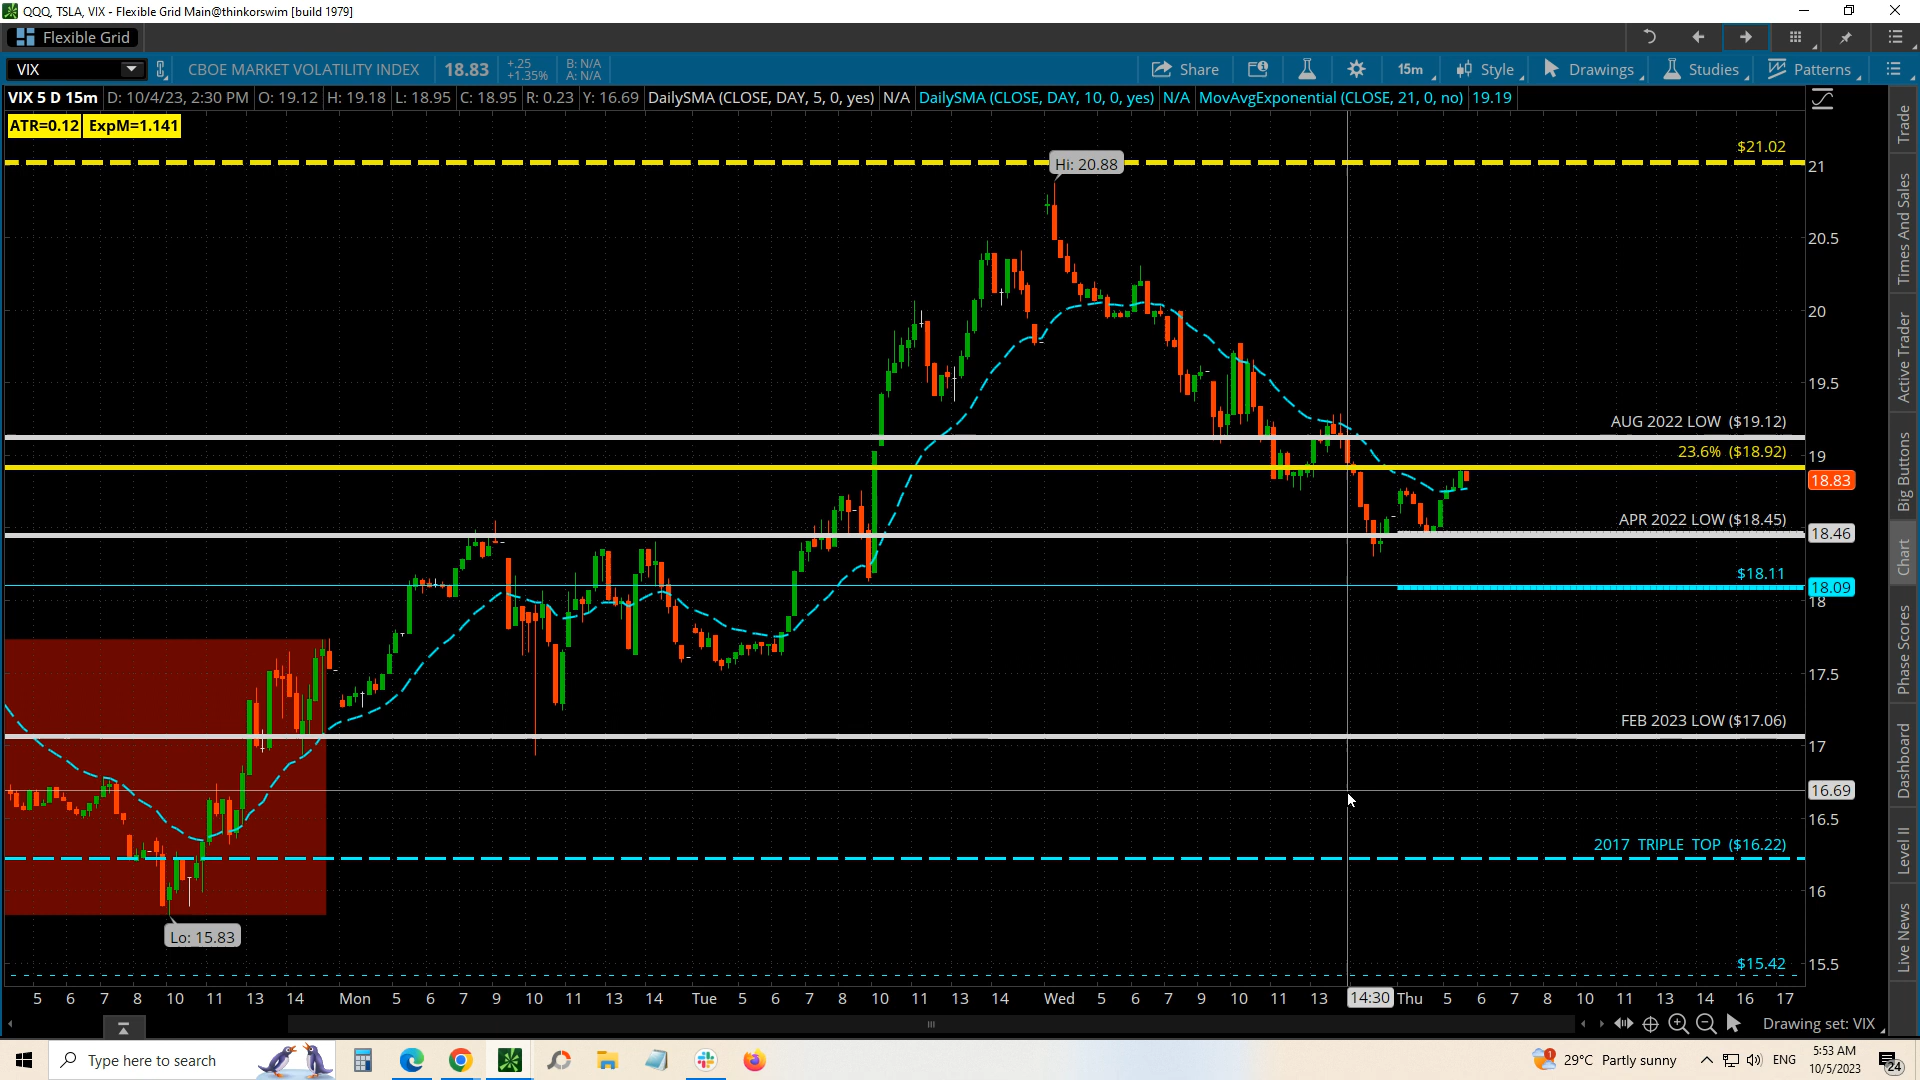 QQQ, TSLA, VIX - Flexible Grid Main@thinkorswim [build 1979]
Flexible Grid
VIX
CBOE MARKET VOLATILITY INDEX
18.83
+.25
+1.35%
B: N/A
A: N/A
Share
15m
Style
Drawings
Studies
Patterns
VIX 5 D 15m D: 10/4/23, 2:30 PM O: 19.12 H: 19.18 L: 18.95 C: 18.95 R: 0.23 Y: 16.69 DailySMA (CLOSE, DAY, 5, 0, yes) N/A DailySMA (CLOSE, DAY, 10, 0, yes) N/A MovAvgExponential (CLOSE, 21, 0, no) 19.19
ATR=0.12 ExpM=1.141
$21.02
Hi: 20.88
21
20.5
20
19.5
AUG 2022 LOW ($19.12)
23.6% ($18.92)
19
18.83
APR 2022 LOW ($18.45)
18.46
$18.11
18.09
18
17.5
FEB 2023 LOW ($17.06)
17
16.69
16.5
2017 TRIPLE TOP ($16.22)
16
Lo: 15.83
$15.42
15.5
5 6 7 8 10 11 13 14 Mon 5 6 7 9 10 11 13 14 Tue 5 6 7 8 10 11 13 14 Wed 5 6 7 9 10 11 13 14:30 Thu 5 6 7 8 10 11 13 14 16 17
Drawing set: VIX
Trade
Times And Sales
Active Trader
Big Buttons
Chart
Phase Scores
Dashboard
Level II
Live News
Type here to search
29°C Partly sunny
ENG
5:53 AM
10/5/2023
24
1